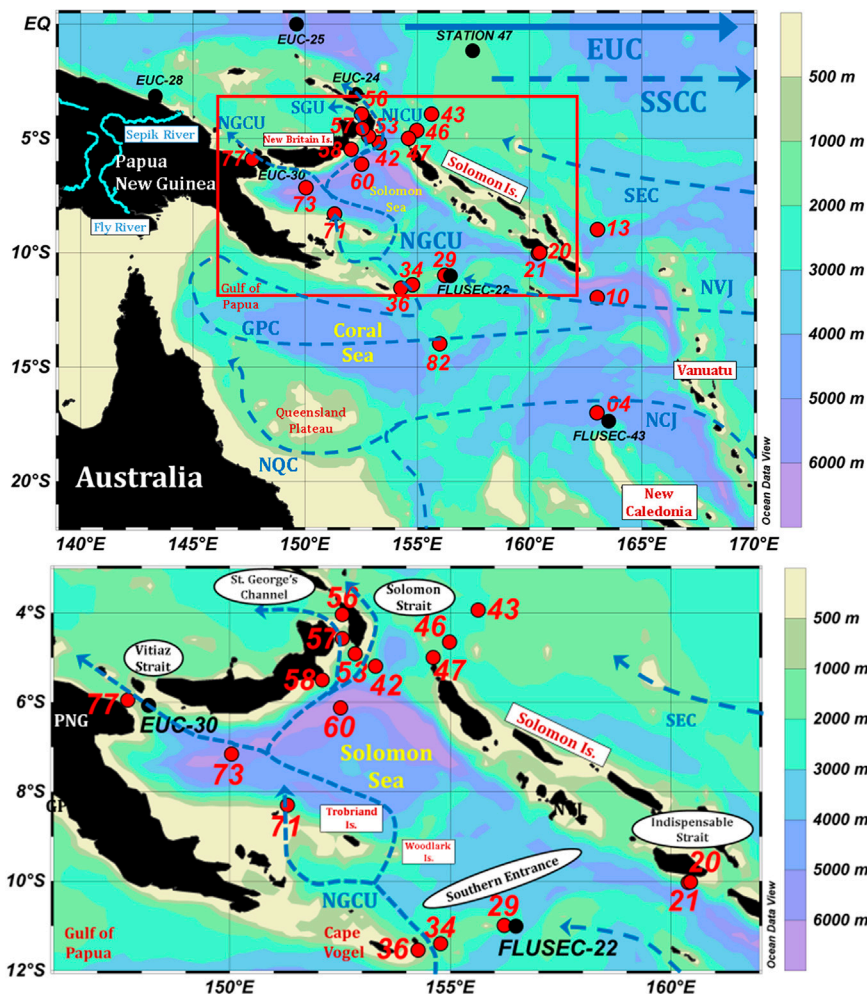 EQ
EUC-25
STATION 47
EUC
EUC-28
EUC-24
SSCC
500 m
56
SGU
NICU
43
NGCU
57
53
46
1000 m
5°S
Sepik River
New Britain Is.
58
42
47
Papua
New Guinea
77
EUC-30
60
Solomon Is.
2000 m
73
Solomon
Sea
SEC
Fly River
71
NGCU
13
3000 m
10°S
29
20
21
34
Gulf of
Papua
36
FLUSEC-22
10
NVJ
4000 m
GPC
Coral
Sea
82
15°S
Vanuatu
5000 m
04
NCJ
Queensland
Plateau
FLUSEC-43
NQC
6000 m
Australia
20°S
New
Caledonia
Ocean Data View
140°E
145°E
150°E
155°E
160°E
165°E
170°E
St. George's
Channel
Solomon
Strait
4°S
56
43
500 m
46
57
Vitiaz
Strait
53
47
1000 m
58
42
6°S
77
PNG
EUC-30
60
Solomon Is.
SEC
2000 m
73
Solomon
Sea
3000 m
8°S
GP
71
Trobriand
Is.
NVJ
Indispensable
Strait
4000 m
Woodlark
Is.
20
10°S
Southern Entrance
21
5000 m
NGCU
29
Gulf of
Papua
Cape
Vogel
34
36
FLUSEC-22
6000 m
12°S
Ocean Data View
150°E
155°E
160°E